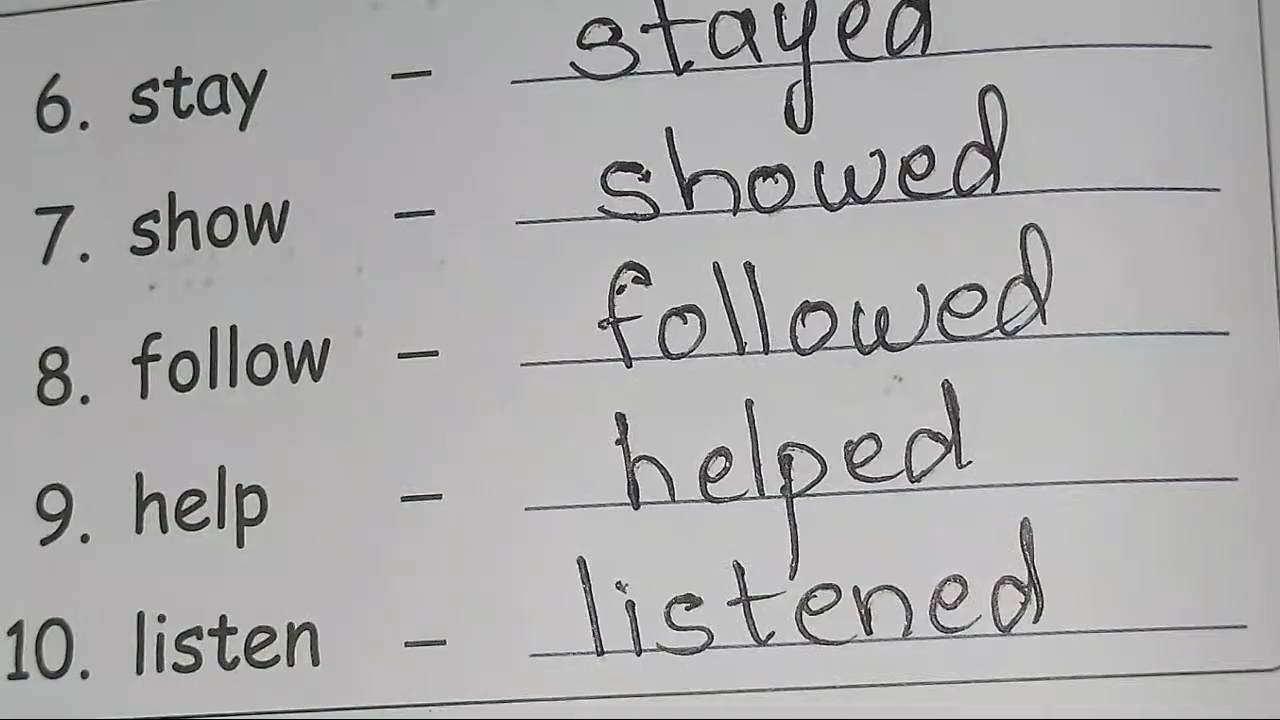 6. stay - stayed
7. show - showed
8. follow - followed
9. help - helped
10. listen - listened